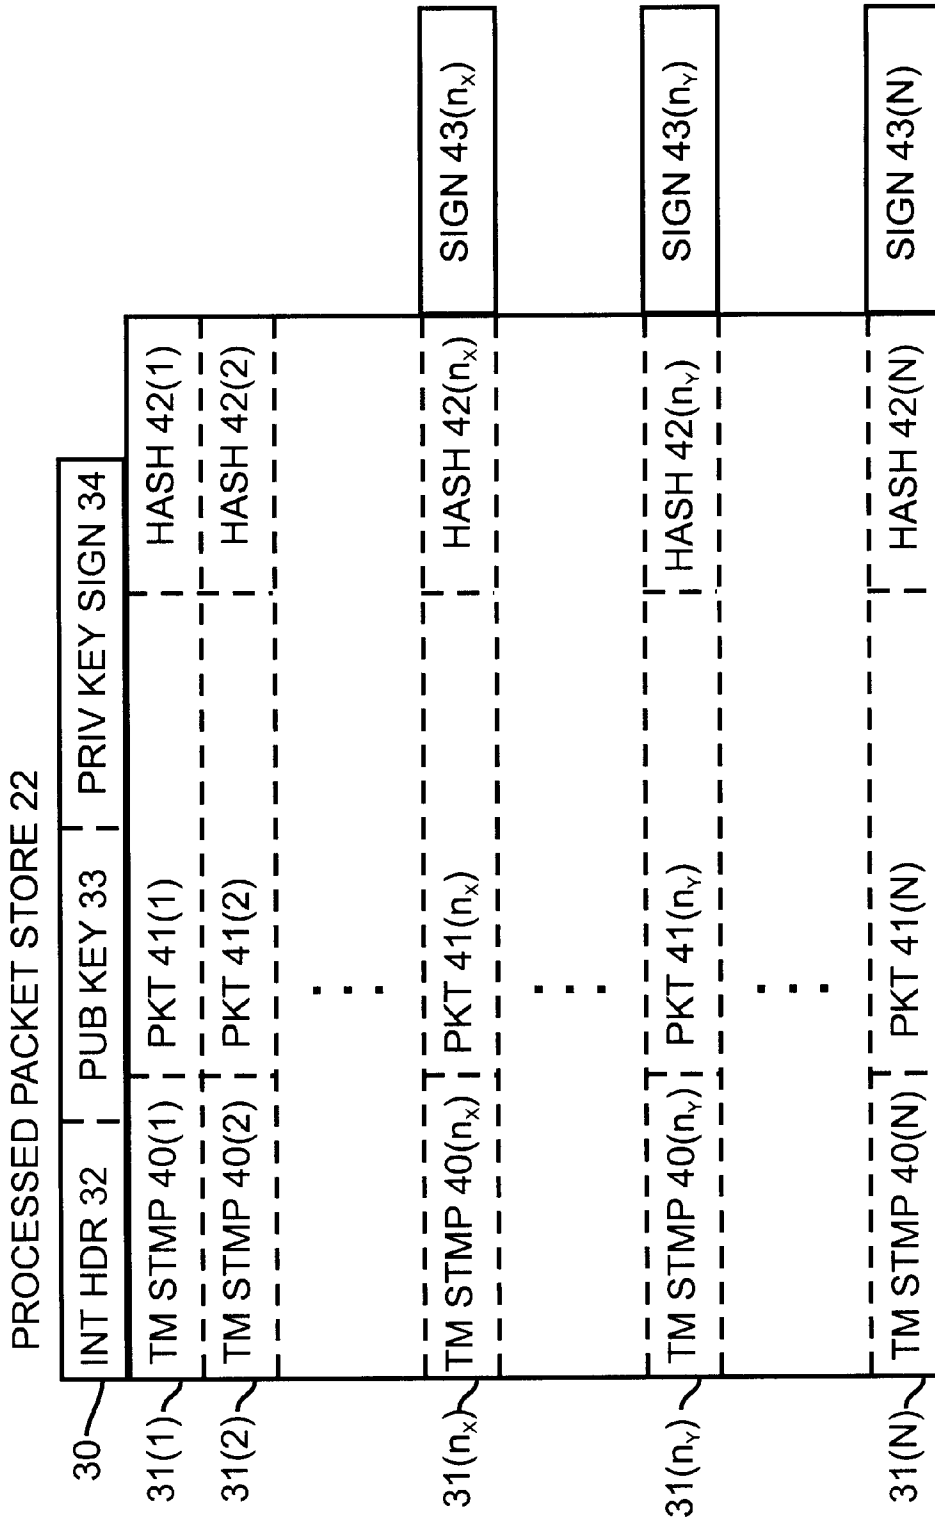 PROCESSED PACKET STORE 22
30 INT HDR 32 PUB KEY 33 PRIV KEY SIGN 34
31(1) TM STMP 40(1) PKT 41(1) HASH 42(1)
31(2) TM STMP 40(2) PKT 41(2) HASH 42(2)
31(nX) TM STMP 40(nX) PKT 41(nX) HASH 42(nX) SIGN 43(nX)
31(nY) TM STMP 40(nY) PKT 41(nY) HASH 42(nY) SIGN 43(nY)
31(N) TM STMP 40(N) PKT 41(N) HASH 42(N) SIGN 43(N)